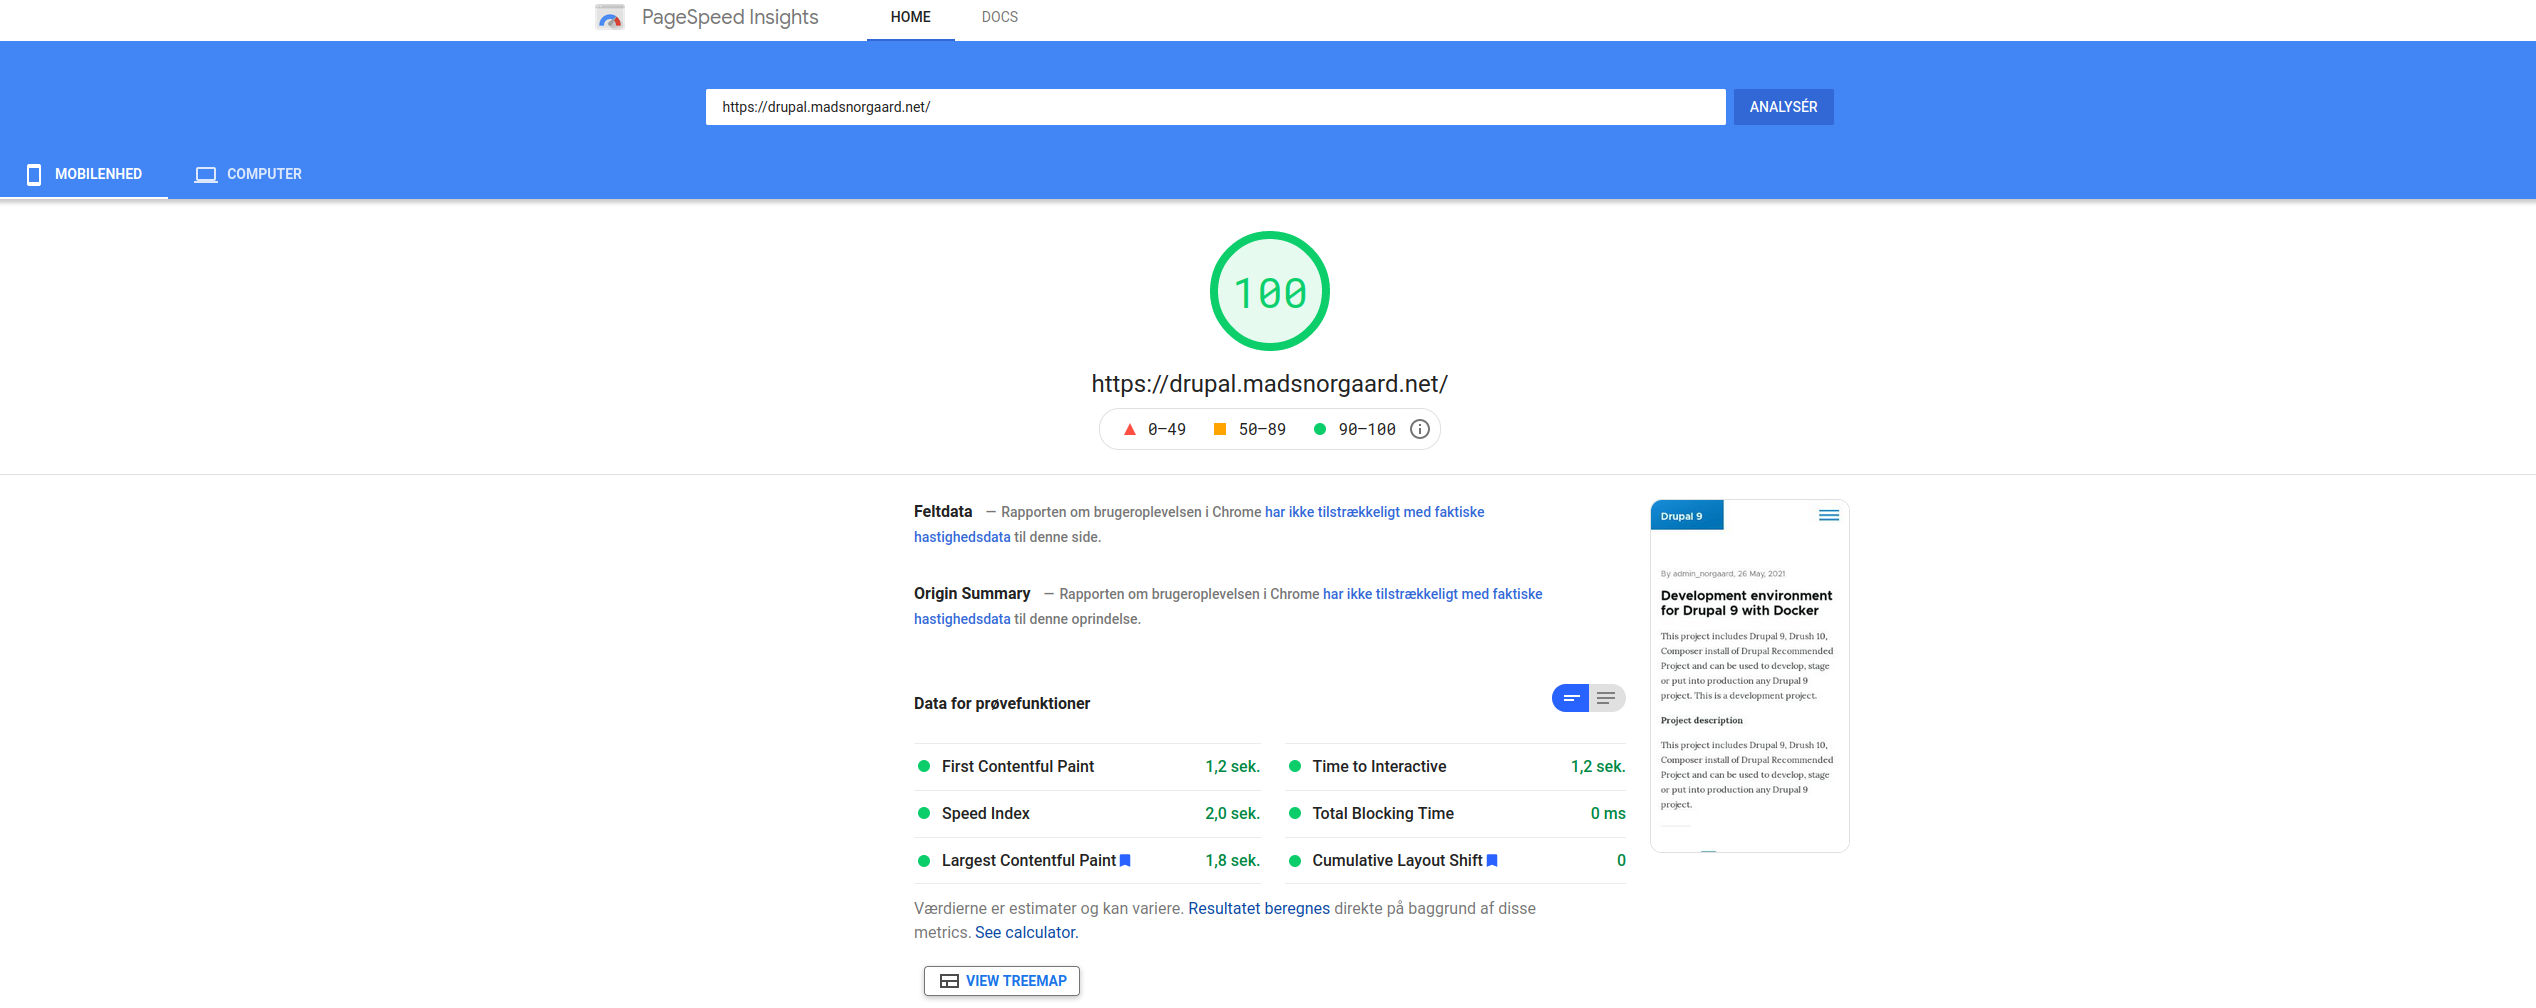 PageSpeed Insights
HOME
DOCS
https://drupal.madsnorgaard.net/
ANALYSÉR
MOBILENHED
COMPUTER
100
https://drupal.madsnorgaard.net/
0–49
50–89
90–100
Feltdata — Rapporten om brugeroplevelsen i Chrome har ikke tilstrækkeligt med faktiske
hastighedsdata til denne side.
Origin Summary — Rapporten om brugeroplevelsen i Chrome har ikke tilstrækkeligt med faktiske
hastighedsdata til denne oprindelse.
Data for prøvefunktioner
First Contentful Paint 1,2 sek.
Time to Interactive 1,2 sek.
Speed Index 2,0 sek.
Total Blocking Time 0 ms
Largest Contentful Paint 1,8 sek.
Cumulative Layout Shift 0
Værdierne er estimater og kan variere. Resultatet beregnes direkte på baggrund af disse
metrics. See calculator.
VIEW TREEMAP
Drupal 9
By admin_norgaard, 26 May, 2021
Development environment
for Drupal 9 with Docker
This project includes Drupal 9, Drush 10,
Composer install of Drupal Recommended
Project and can be used to develop, stage
or put into production any Drupal 9
project. This is a development project.
Project description
This project includes Drupal 9, Drush 10,
Composer install of Drupal Recommended
Project and can be used to develop, stage
or put into production any Drupal 9
project.